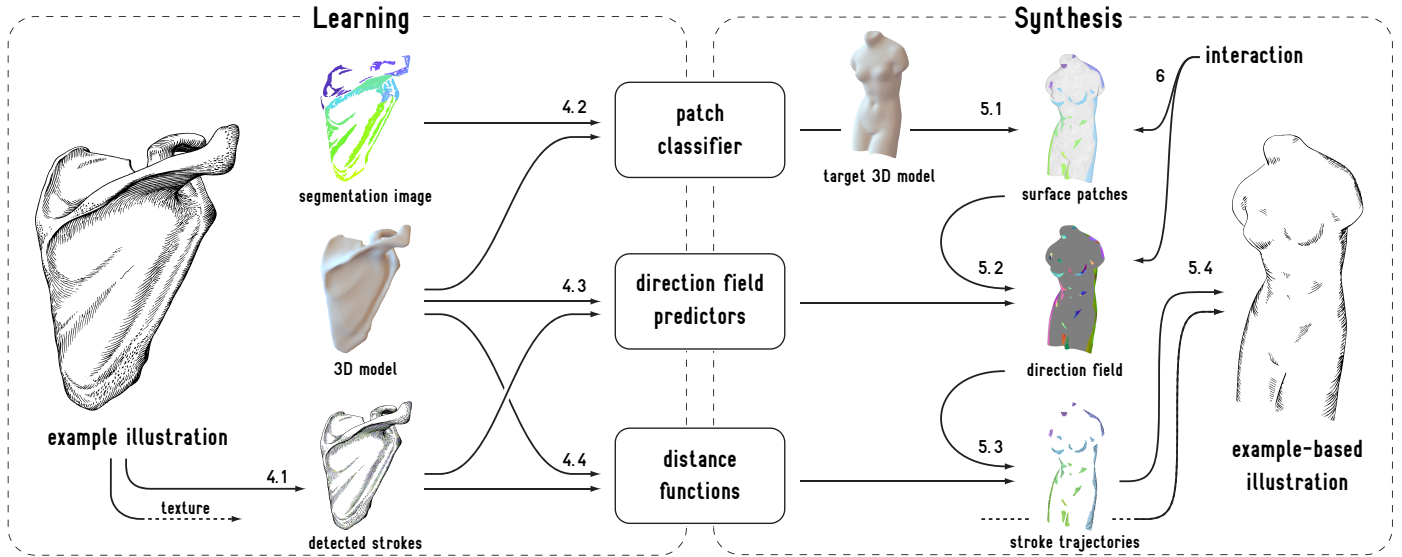 Learning
Synthesis
segmentation image
3D model
example illustration
4.1
texture
detected strokes
4.2
4.3
4.4
patch
classifier
direction field
predictors
distance
functions
target 3D model
5.1
6
interaction
surface patches
5.2
direction field
5.3
stroke trajectories
5.4
example-based
illustration